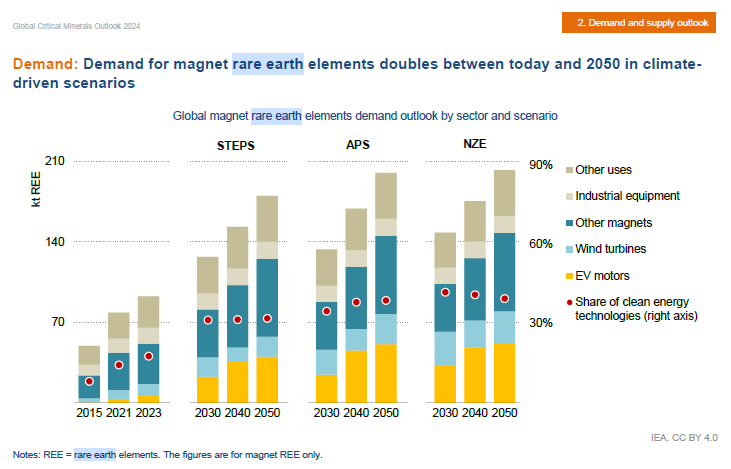 Global Critical Minerals Outlook 2024
2. Demand and supply outlook
Demand: Demand for magnet rare earth elements doubles between today and 2050 in climate-
driven scenarios
Global magnet rare earth elements demand outlook by sector and scenario
STEPS
APS
NZE
210
140
70
kt REE
90%
60%
30%
2015 2021 2023
2030 2040 2050
2030 2040 2050
2030 2040 2050
Other uses
Industrial equipment
Other magnets
Wind turbines
EV motors
Share of clean energy
technologies (right axis)
IEA. CC BY 4.0
Notes: REE = rare earth elements. The figures are for magnet REE only.